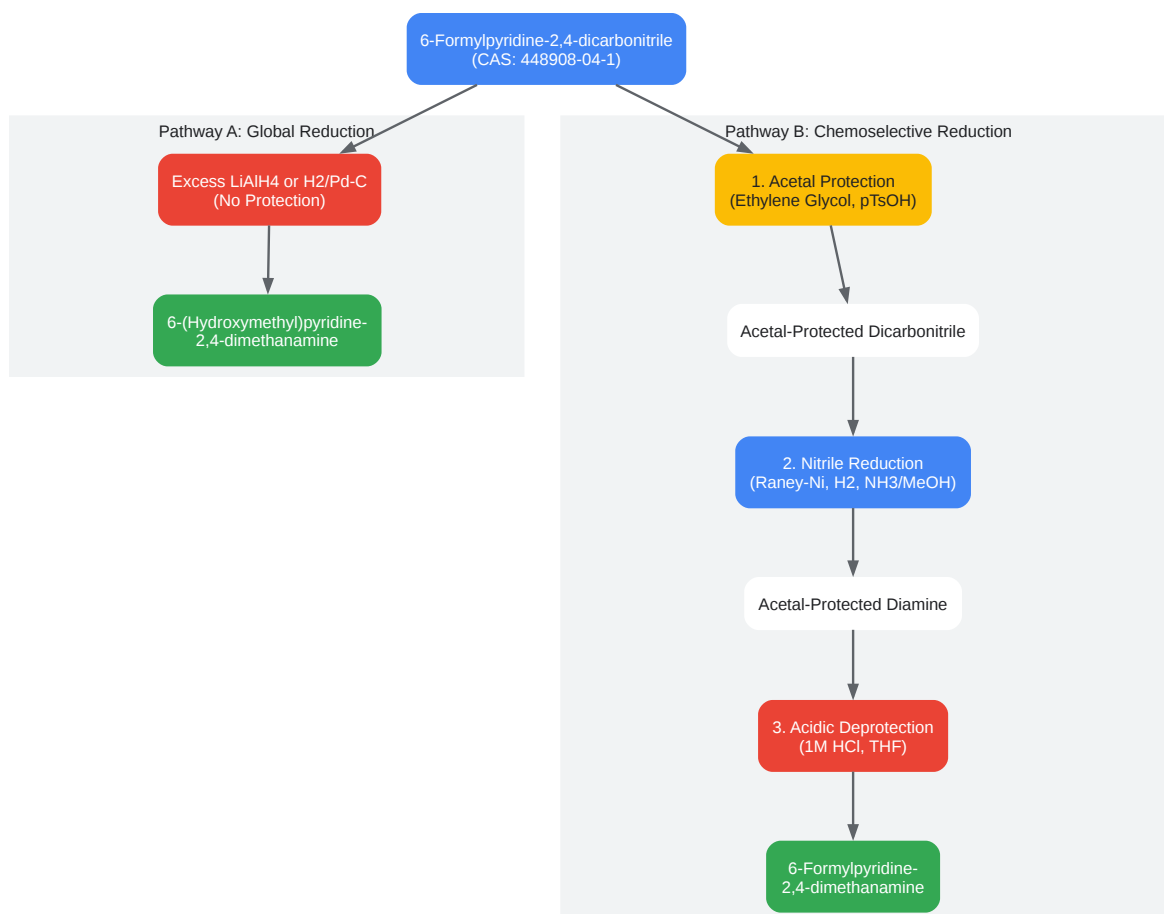 6-Formylpyridine-2,4-dicarbonitrile
(CAS: 448908-04-1)
Pathway A: Global Reduction
Excess LiAlH4 or H2/Pd-C
(No Protection)
6-(Hydroxymethyl)pyridine-
2,4-dimethanamine
Pathway B: Chemoselective Reduction
1. Acetal Protection
(Ethylene Glycol, pTsOH)
Acetal-Protected Dicarbonitrile
2. Nitrile Reduction
(Raney-Ni, H2, NH3/MeOH)
Acetal-Protected Diamine
3. Acidic Deprotection
(1M HCl, THF)
6-Formylpyridine-
2,4-dimethanamine